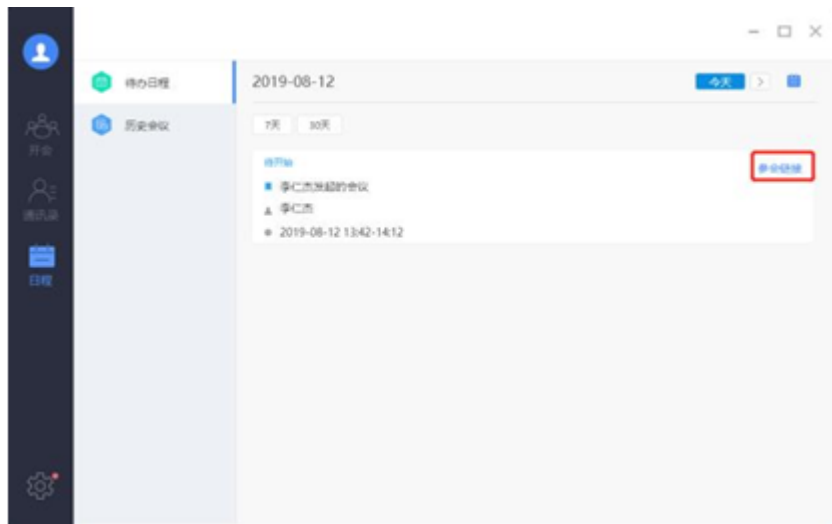 待办日程
历史会议
开会
通讯录
日程
2019-08-12
今天
7天 30天
待开始
参会链接
李仁杰发起的会议
李仁杰
2019-08-12 13:42-14:12